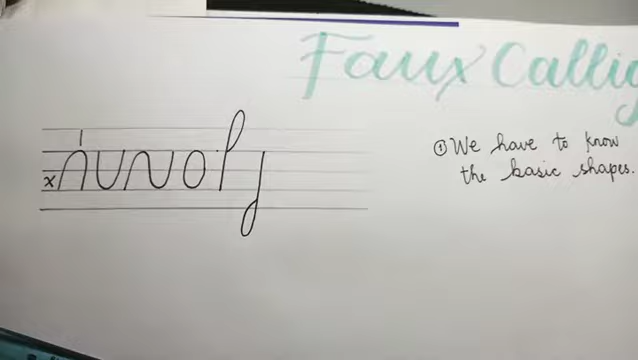 Faux Callig
x
① We have to know
the basic shapes.